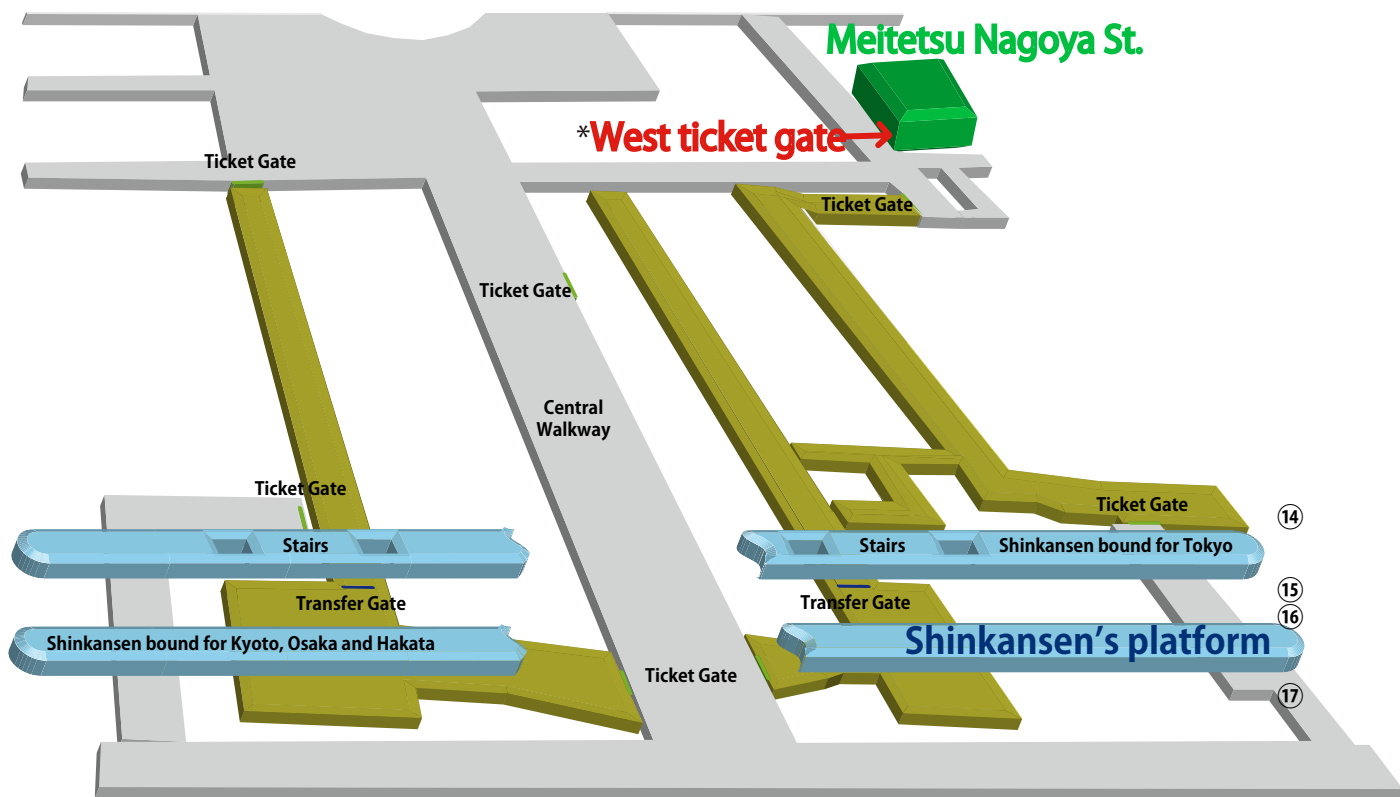 Meitetsu Nagoya St.
*West ticket gate
Ticket Gate
Ticket Gate
Ticket Gate
Central
Walkway
Ticket Gate
Ticket Gate
⑭
Stairs
Stairs
Shinkansen bound for Tokyo
⑮
Transfer Gate
Transfer Gate
⑯
Shinkansen bound for Kyoto, Osaka and Hakata
Shinkansen's platform
Ticket Gate
⑰